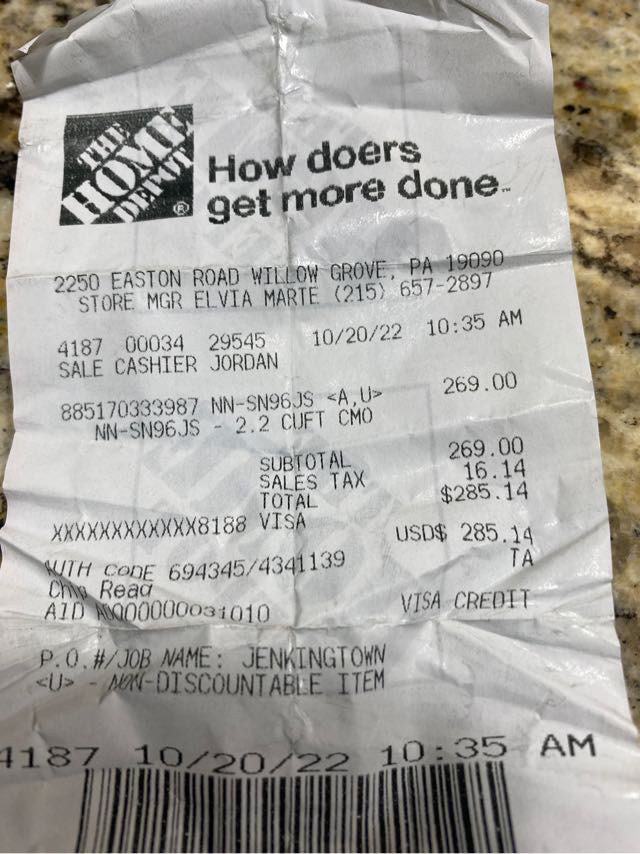 THE
HOME
DEPOT
®
How doers
get more done™
2250 EASTON ROAD WILLOW GROVE, PA 19090
STORE MGR ELVIA MARTE (215) 657-2897
4187 00034 29545 10/20/22 10:35 AM
SALE CASHIER JORDAN
885170333987 NN-SN96JS <A,U> 269.00
NN-SN96JS - 2.2 CUFT CMO
SUBTOTAL 269.00
SALES TAX 16.14
TOTAL $285.14
XXXXXXXXXXXX8188 VISA
USD$ 285.14
AUTH CODE 694345/4341139 TA
Chip Read
AID A0000000031010 VISA CREDIT
P.O.#/JOB NAME: JENKINGTOWN
<U> - NON-DISCOUNTABLE ITEM
4187 10/20/22 10:35 AM